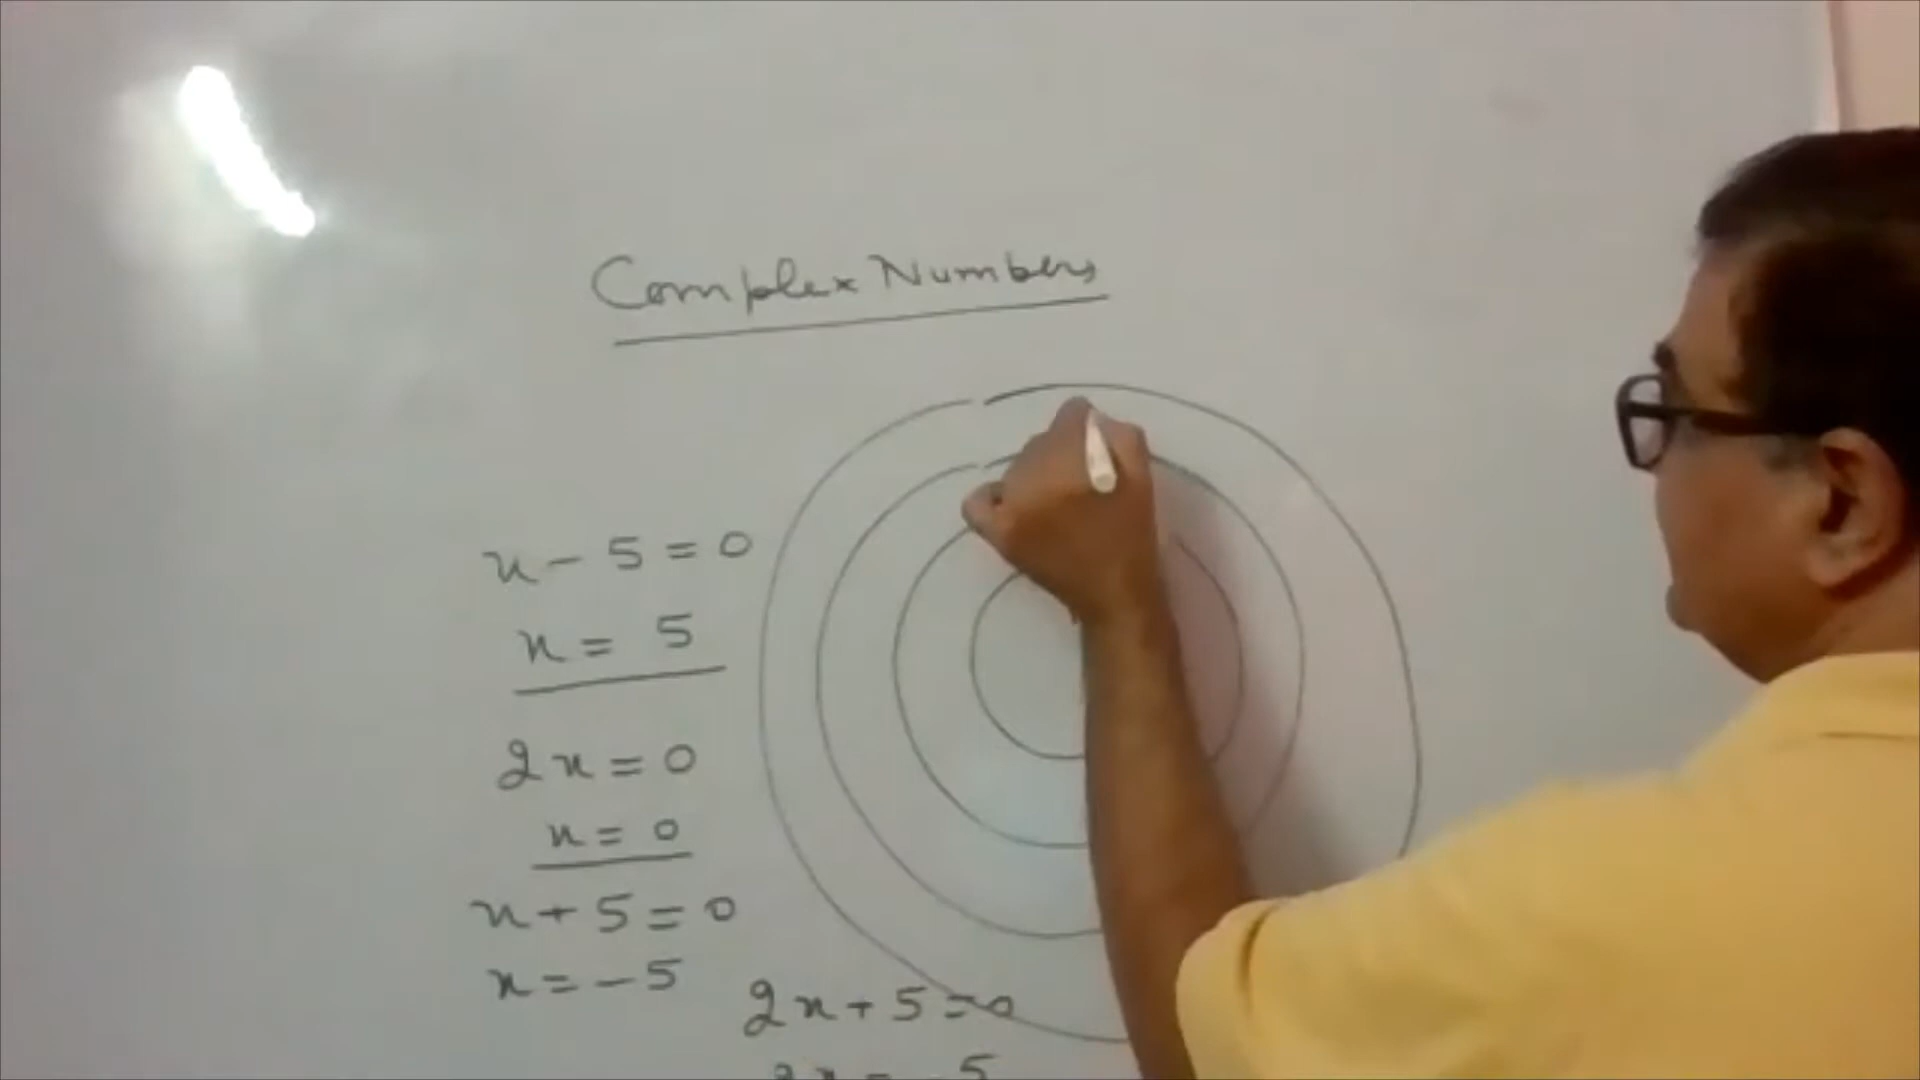 Complex Numbers
x - 5 = 0
x = 5
2x = 0
x = 0
x + 5 = 0
x = -5
2x + 5 = 0
2x = -5